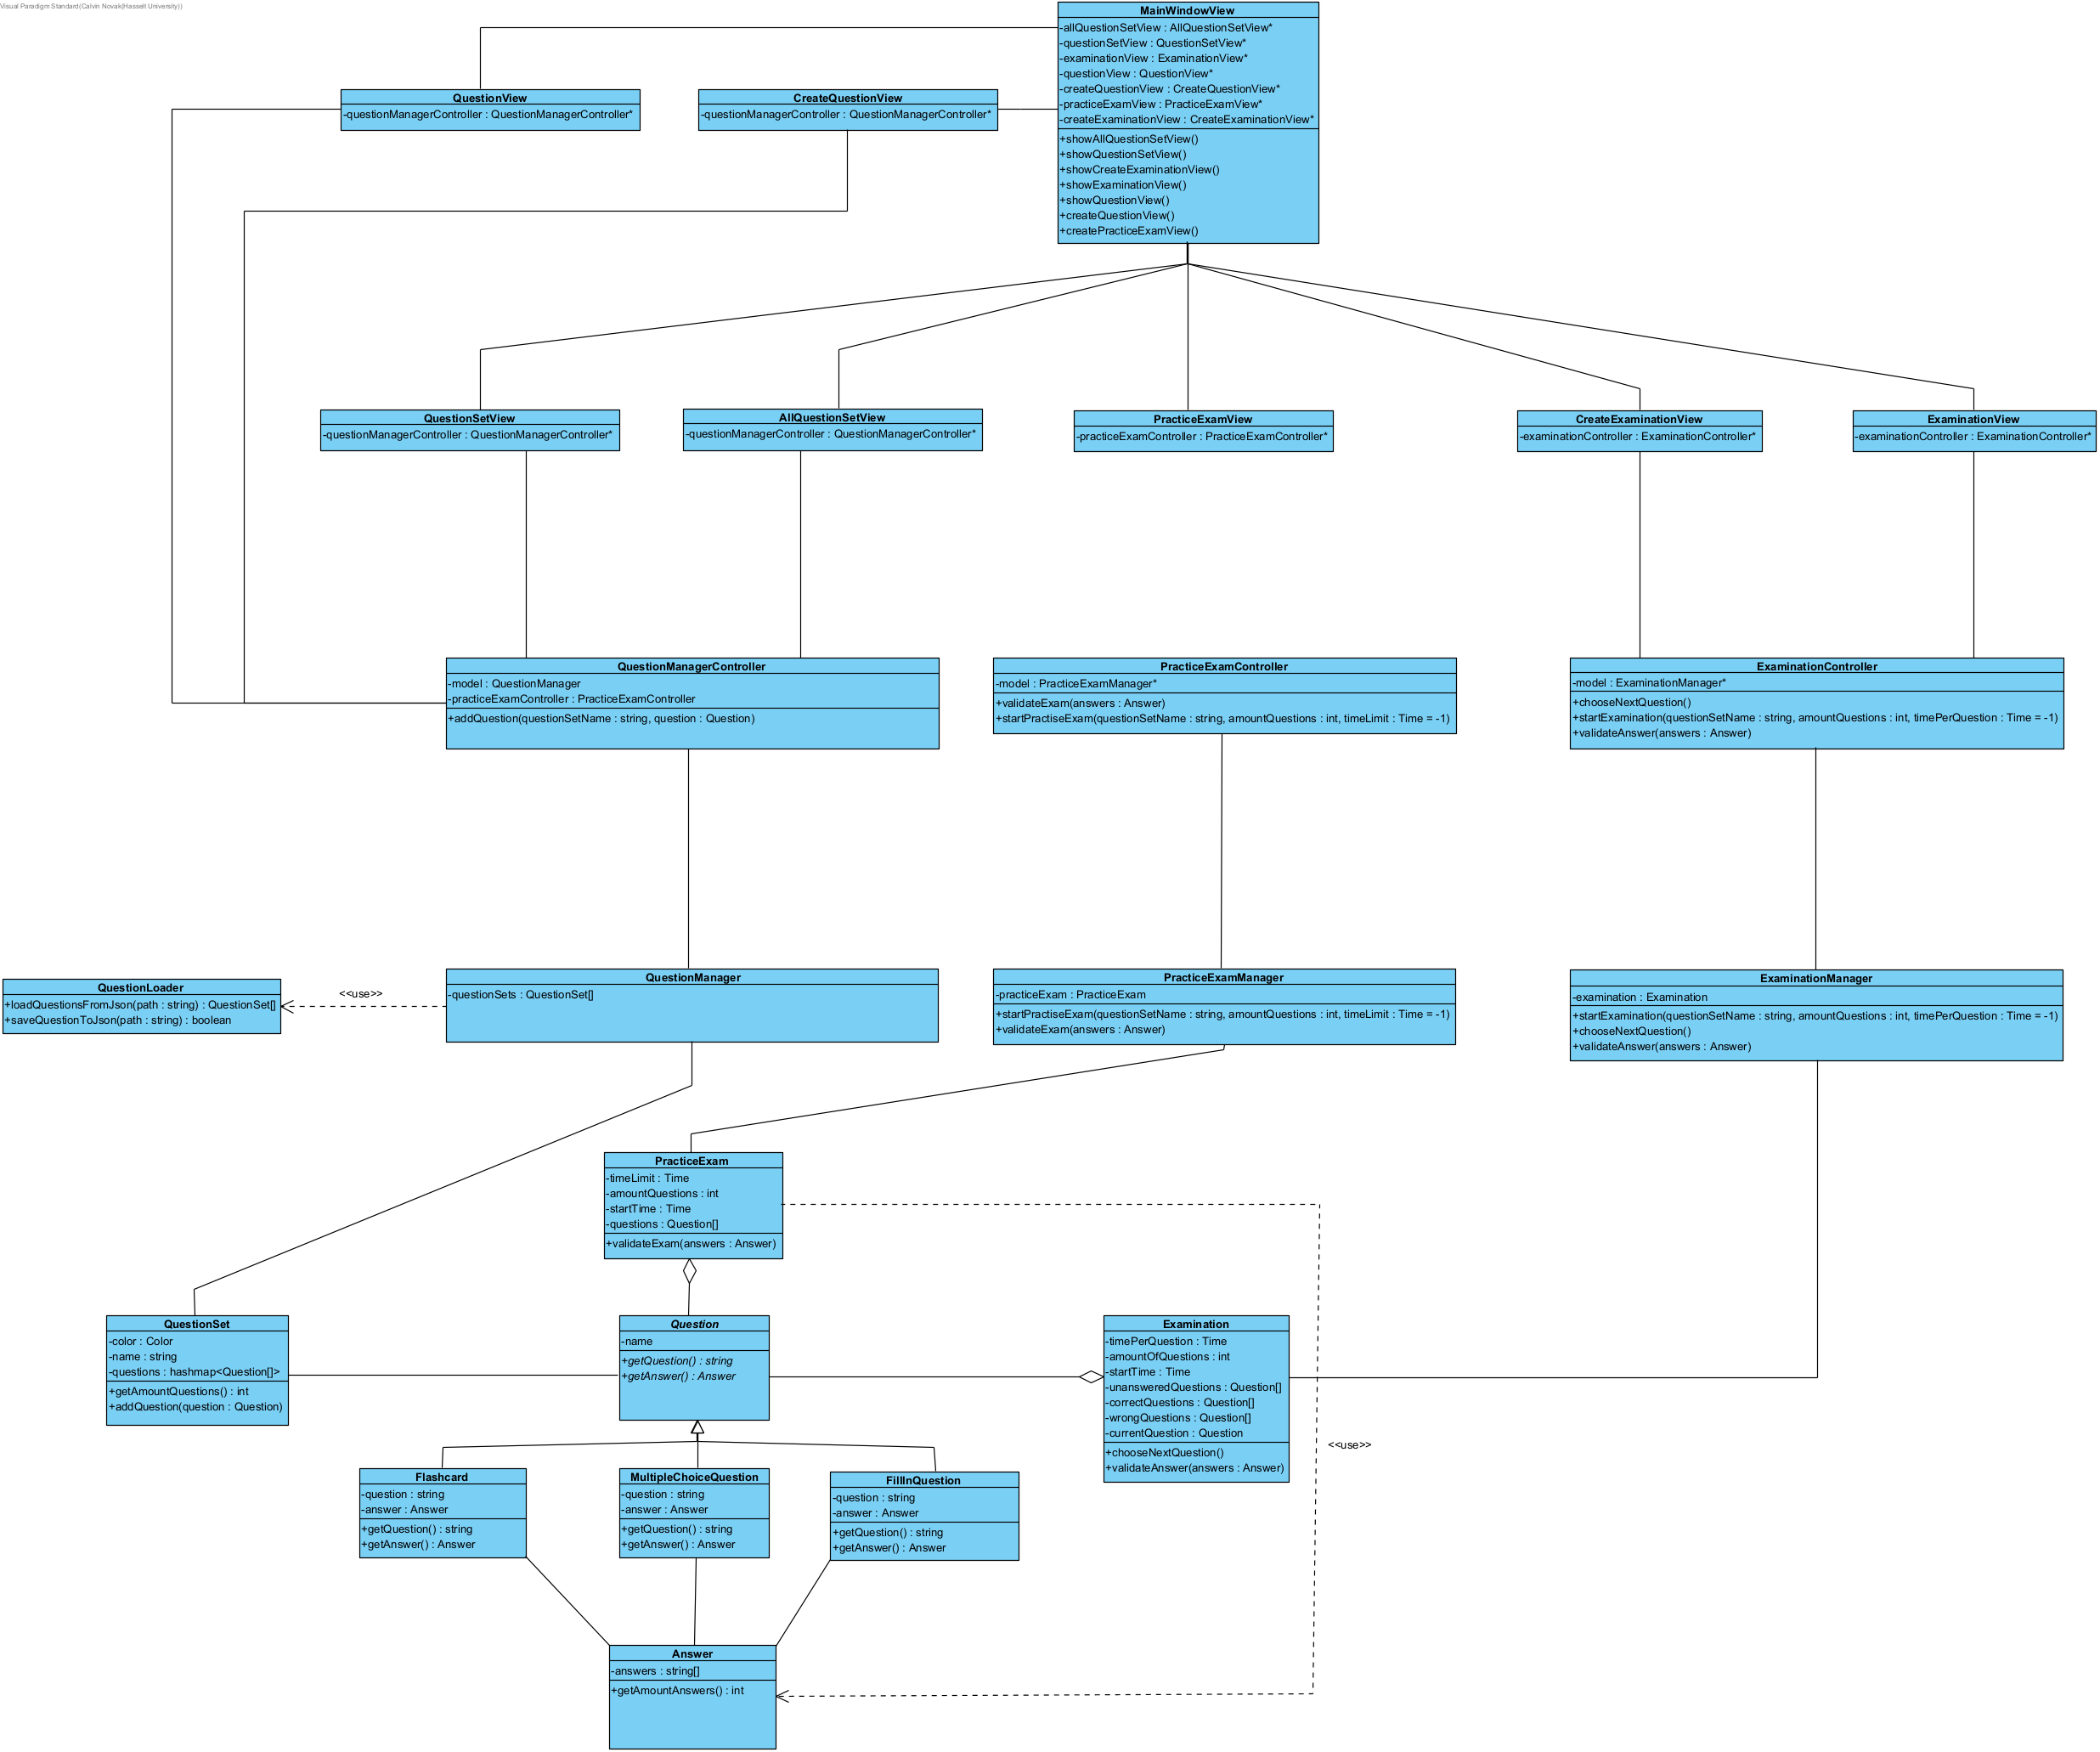 Visual Paradigm Standard(Calvin Novak(Hasselt University))
MainWindowView
-allQuestionSetView : AllQuestionSetView*
-questionSetView : QuestionSetView*
-examinationView : ExaminationView*
-questionView : QuestionView*
-createQuestionView : CreateQuestionView*
-practiceExamView : PracticeExamView*
-createExaminationView : CreateExaminationView*
+showAllQuestionSetView()
+showQuestionSetView()
+showCreateExaminationView()
+showExaminationView()
+showQuestionView()
+createQuestionView()
+createPracticeExamView()
QuestionView
-questionManagerController : QuestionManagerController*
CreateQuestionView
-questionManagerController : QuestionManagerController*
QuestionSetView
-questionManagerController : QuestionManagerController*
AllQuestionSetView
-questionManagerController : QuestionManagerController*
PracticeExamView
-practiceExamController : PracticeExamController*
CreateExaminationView
-examinationController : ExaminationController*
ExaminationView
-examinationController : ExaminationController*
QuestionManagerController
-model : QuestionManager
-practiceExamController : PracticeExamController
+addQuestion(questionSetName : string, question : Question)
PracticeExamController
-model : PracticeExamManager*
+validateExam(answers : Answer)
+startPractiseExam(questionSetName : string, amountQuestions : int, timeLimit : Time = -1)
ExaminationController
-model : ExaminationManager*
+chooseNextQuestion()
+startExamination(questionSetName : string, amountQuestions : int, timePerQuestion : Time = -1)
+validateAnswer(answers : Answer)
QuestionLoader
+loadQuestionsFromJson(path : string) : QuestionSet[]
+saveQuestionToJson(path : string) : boolean
<<use>>
QuestionManager
-questionSets : QuestionSet[]
PracticeExamManager
-practiceExam : PracticeExam
+startPractiseExam(questionSetName : string, amountQuestions : int, timeLimit : Time = -1)
+validateExam(answers : Answer)
ExaminationManager
-examination : Examination
+startExamination(questionSetName : string, amountQuestions : int, timePerQuestion : Time = -1)
+chooseNextQuestion()
+validateAnswer(answers : Answer)
PracticeExam
-timeLimit : Time
-amountQuestions : int
-startTime : Time
-questions : Question[]
+validateExam(answers : Answer)
QuestionSet
-color : Color
-name : string
-questions : hashmap<Question[]>
+getAmountQuestions() : int
+addQuestion(question : Question)
Question
-name
+getQuestion() : string
+getAnswer() : Answer
Examination
-timePerQuestion : Time
-amountOfQuestions : int
-startTime : Time
-unansweredQuestions : Question[]
-correctQuestions : Question[]
-wrongQuestions : Question[]
-currentQuestion : Question
+chooseNextQuestion()
+validateAnswer(answers : Answer)
<<use>>
Flashcard
-question : string
-answer : Answer
+getQuestion() : string
+getAnswer() : Answer
MultipleChoiceQuestion
-question : string
-answer : Answer
+getQuestion() : string
+getAnswer() : Answer
FillInQuestion
-question : string
-answer : Answer
+getQuestion() : string
+getAnswer() : Answer
Answer
-answers : string[]
+getAmountAnswers() : int